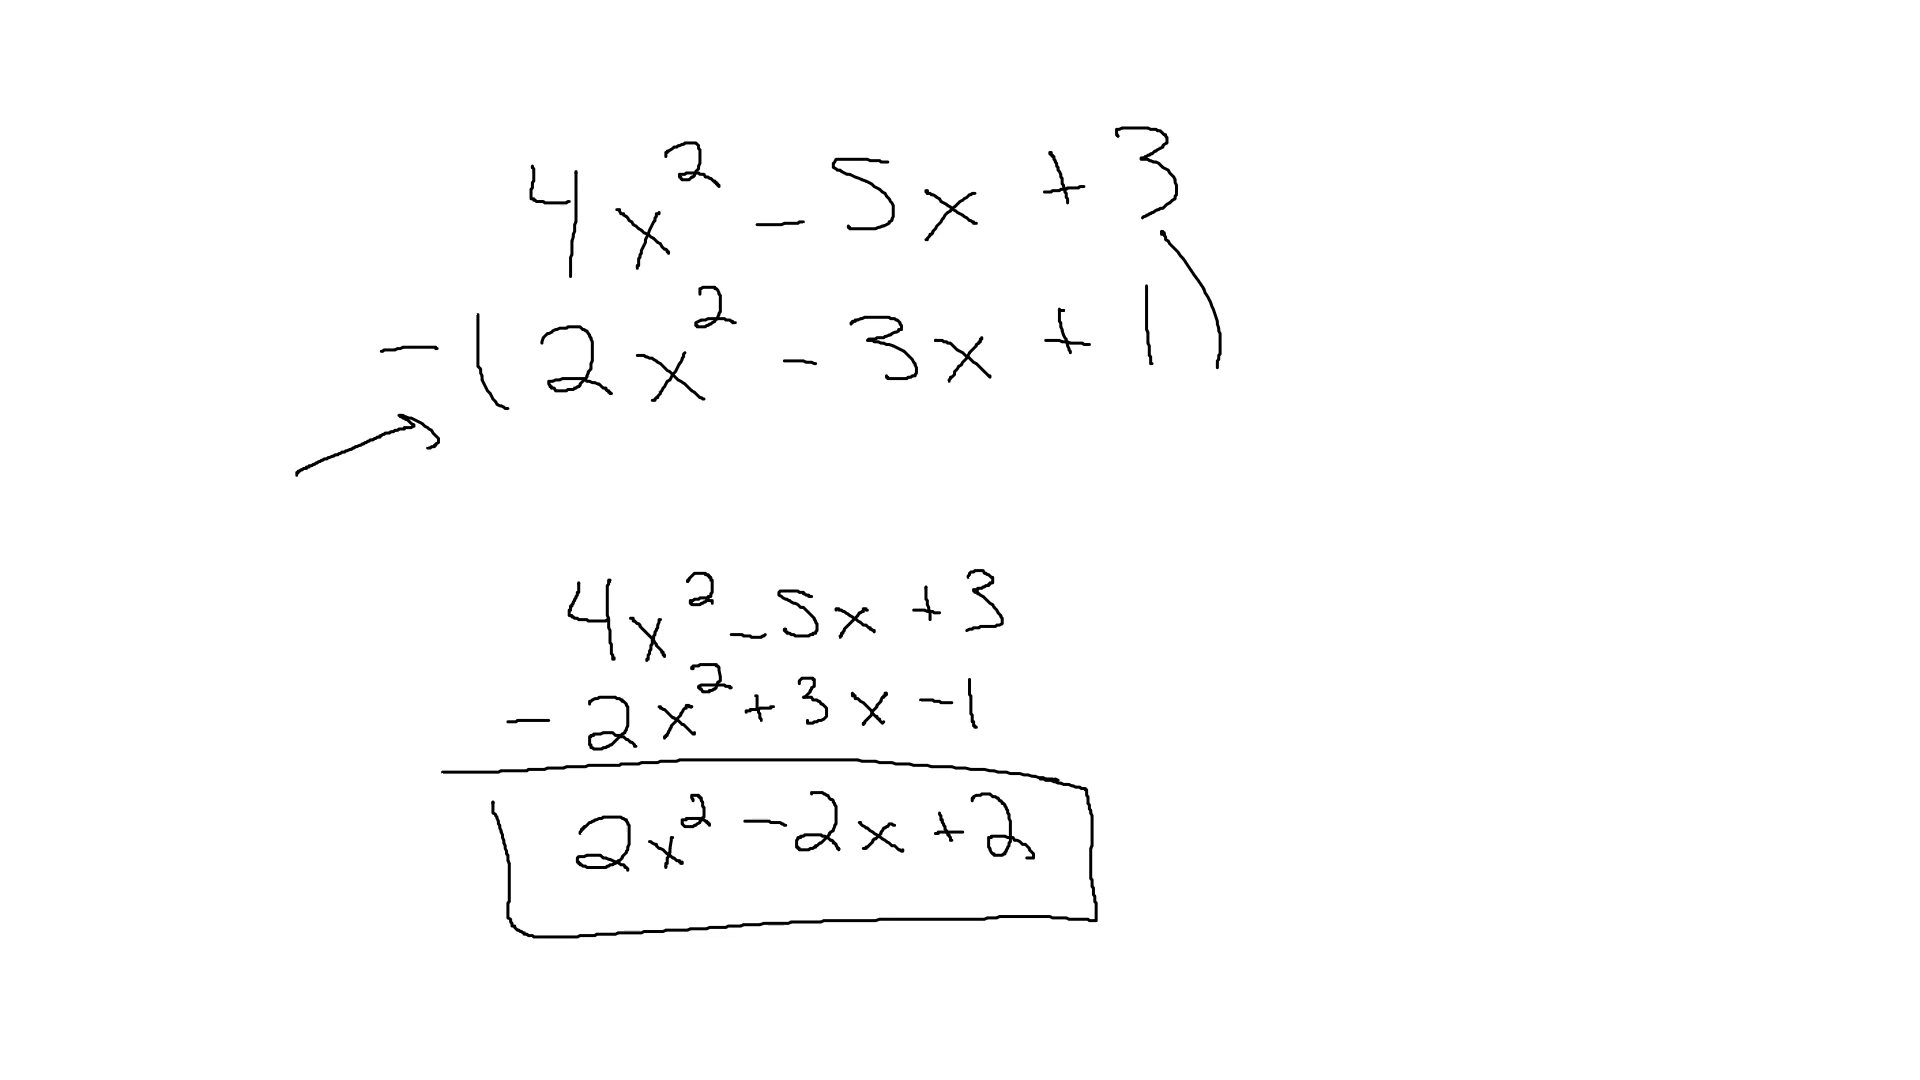 4x² - 5x + 3
-(2x² - 3x + 1)
4x² - 5x + 3
- 2x² + 3x - 1
2x² - 2x + 2